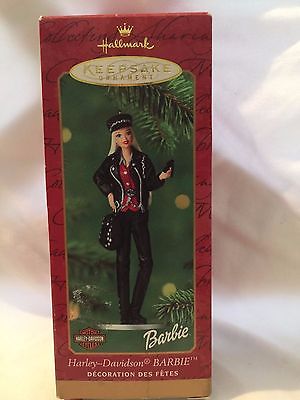 Hallmark
KEEPSAKE
ORNAMENT
HARLEY-DAVIDSON
Barbie
Harley-Davidson® BARBIE™
DÉCORATION DES FÊTES